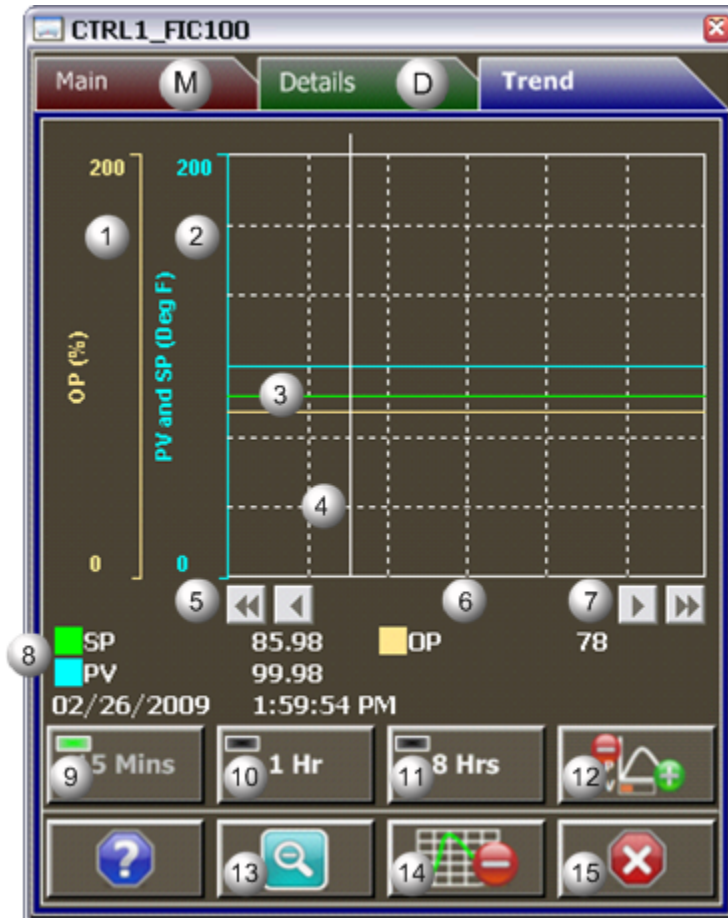 CTRL1_FIC100
Main M Details D Trend
200 200
1 2
OP (%)
PV and SP (Deg F)
3
4
0 0
5 6 7
SP 85.98 OP 78
8
PV 99.98
02/26/2009 1:59:54 PM
5 Mins 1 Hr 8 Hrs
9 10 11 12
?
13 14 15